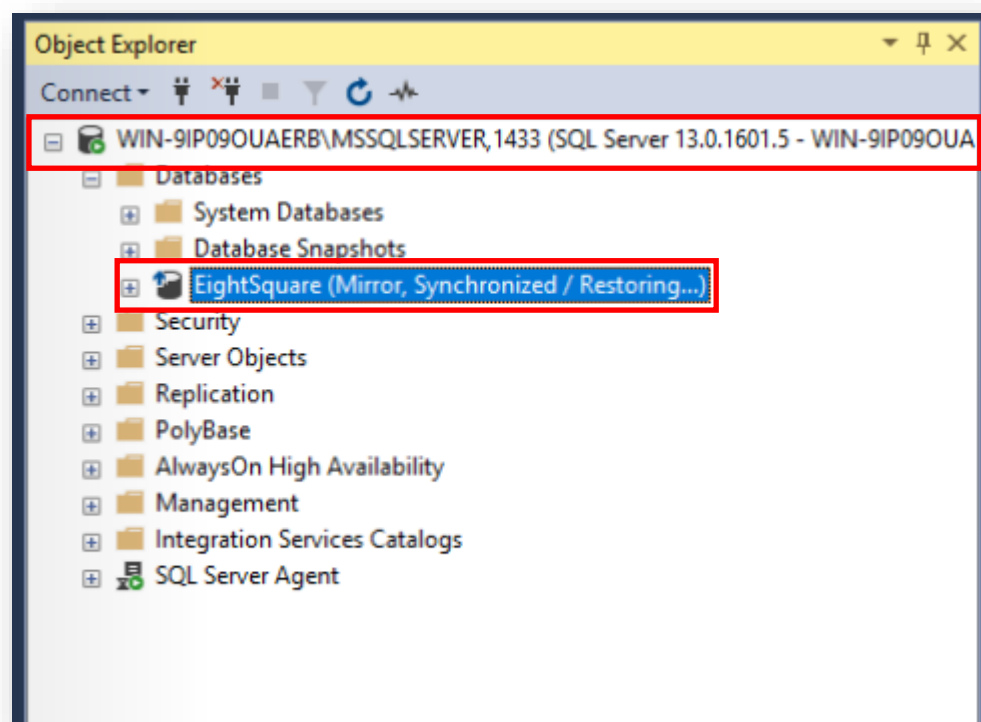 Object Explorer
Connect
WIN-9IP09OUAERB\MSSQLSERVER,1433 (SQL Server 13.0.1601.5 - WIN-9IP09OUA
Databases
System Databases
Database Snapshots
EightSquare (Mirror, Synchronized / Restoring...)
Security
Server Objects
Replication
PolyBase
AlwaysOn High Availability
Management
Integration Services Catalogs
SQL Server Agent